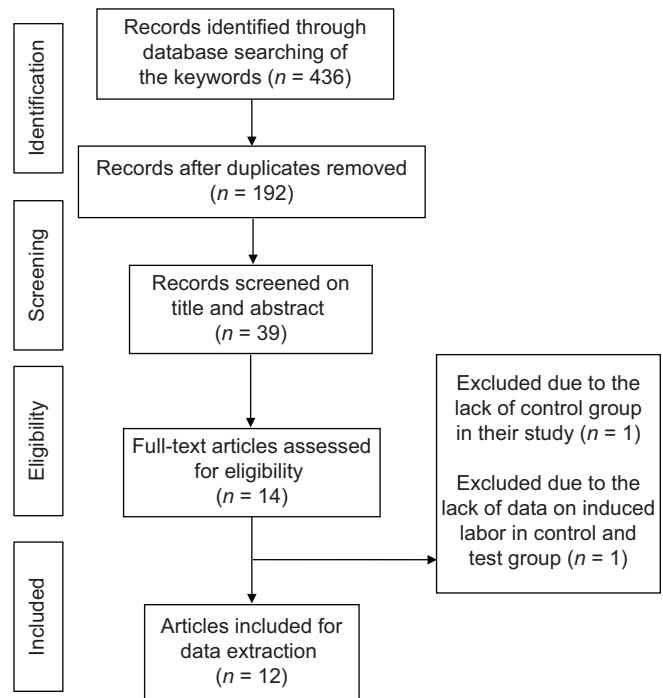 Identification
Records identified through
database searching of
the keywords (n = 436)
Records after duplicates removed
(n = 192)
Screening
Records screened on
title and abstract
(n = 39)
Eligibility
Full-text articles assessed
for eligibility
(n = 14)
Excluded due to the
lack of control group
in their study (n = 1)
Excluded due to the
lack of data on induced
labor in control and
test group (n = 1)
Included
Articles included for
data extraction
(n = 12)